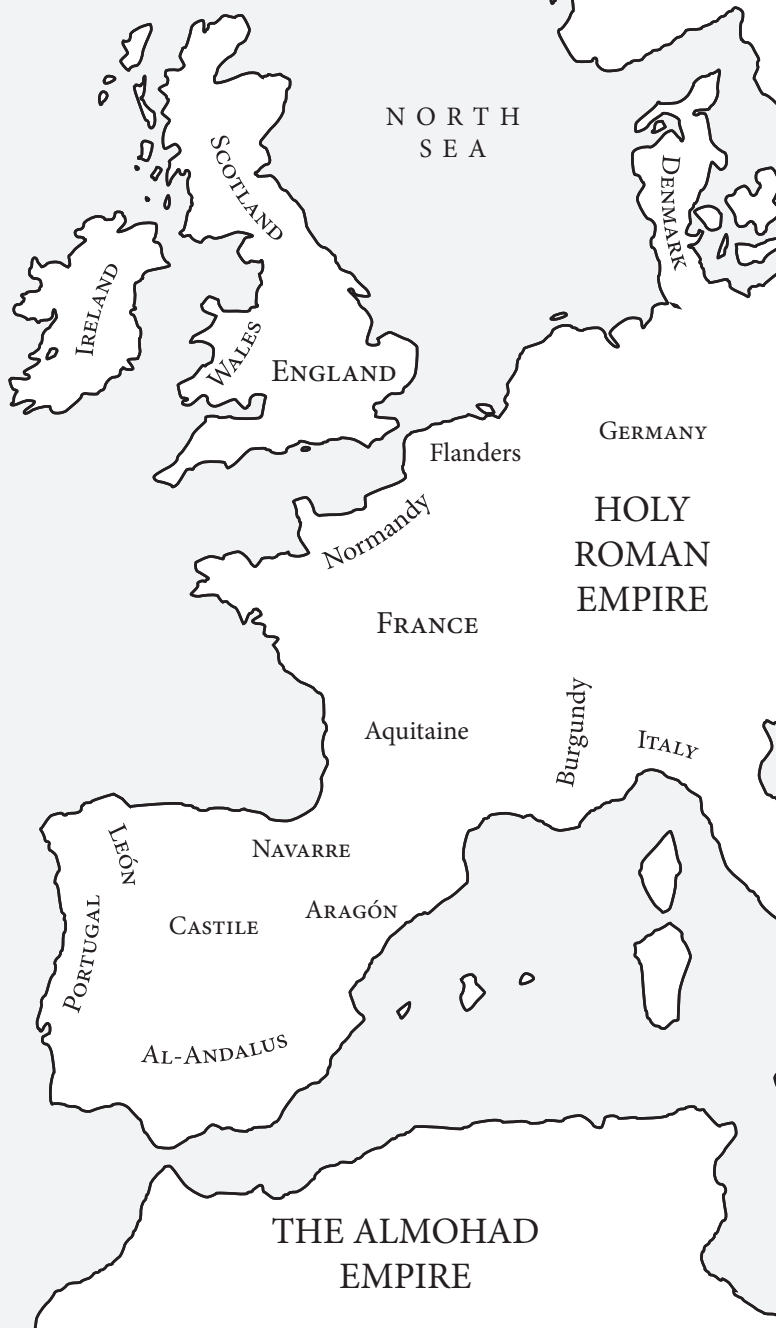 NORTH
SEA
SCOTLAND
DENMARK
IRELAND
WALES
ENGLAND
GERMANY
Flanders
HOLY
ROMAN
EMPIRE
Normandy
FRANCE
Aquitaine
Burgundy
ITALY
LEÓN
NAVARRE
ARAGÓN
CASTILE
PORTUGAL
AL-ANDALUS
THE ALMOHAD
EMPIRE